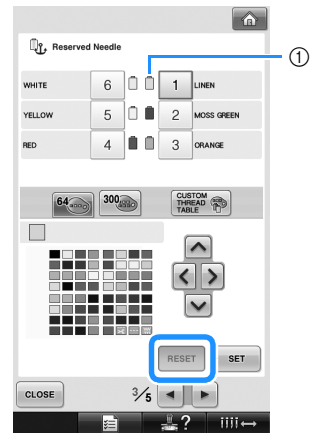 Reserved Needle
①
WHITE 6 1 LINEN
YELLOW 5 2 MOSS GREEN
RED 4 3 ORANGE
64 300 CUSTOM THREAD TABLE
RESET SET
CLOSE 3/5
?